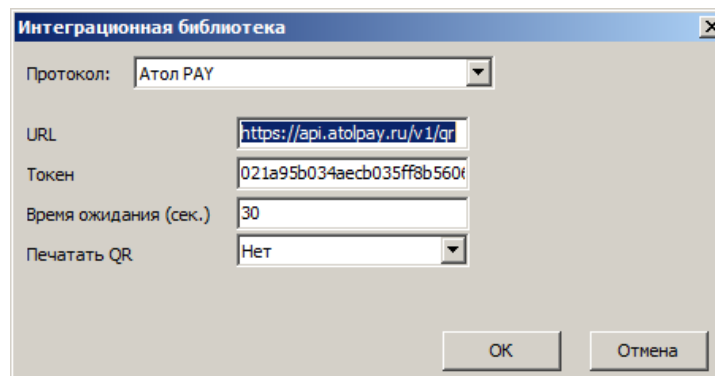 Интеграционная библиотека
Протокол: Атол PAY
URL https://api.atolpay.ru/v1/qr
Токен 021a95b034aecb035ff8b5606
Время ожидания (сек.) 30
Печатать QR Нет
OK Отмена